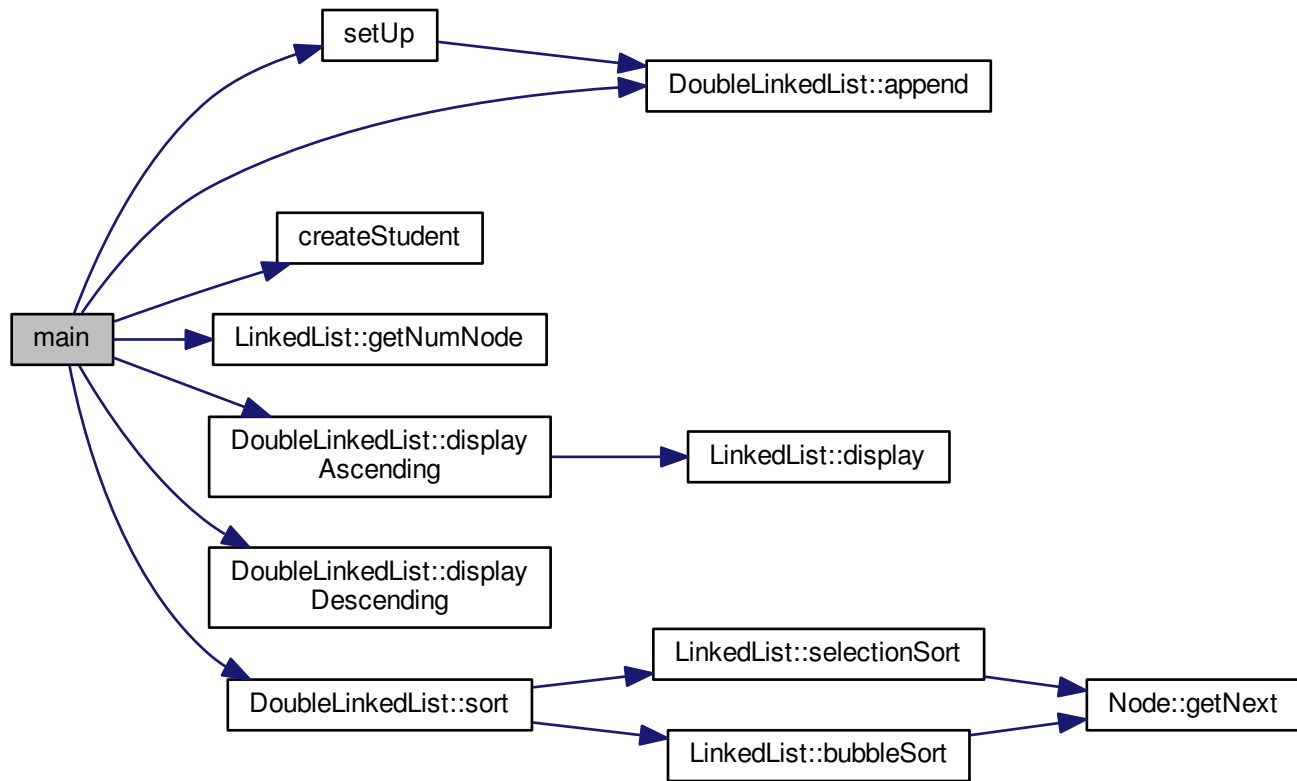 setUp
DoubleLinkedList::append
createStudent
main
LinkedList::getNumNode
DoubleLinkedList::display
Ascending
LinkedList::display
DoubleLinkedList::display
Descending
LinkedList::selectionSort
DoubleLinkedList::sort
Node::getNext
LinkedList::bubbleSort